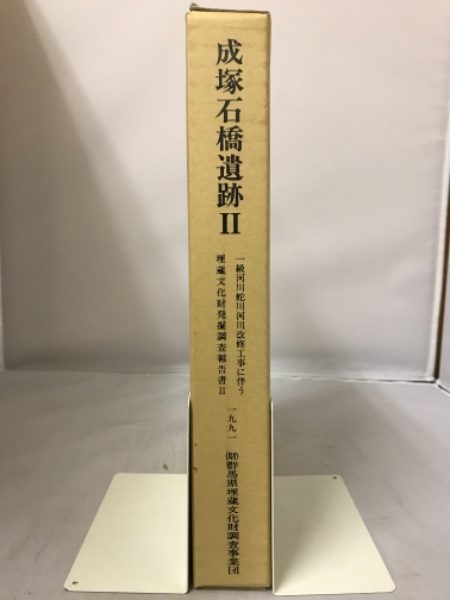 成塚石橋遺跡II
一級河川蛇川河川改修工事に伴う
埋蔵文化財発掘調査報告書II
一九九一
㈶群馬県埋蔵文化財調査事業団